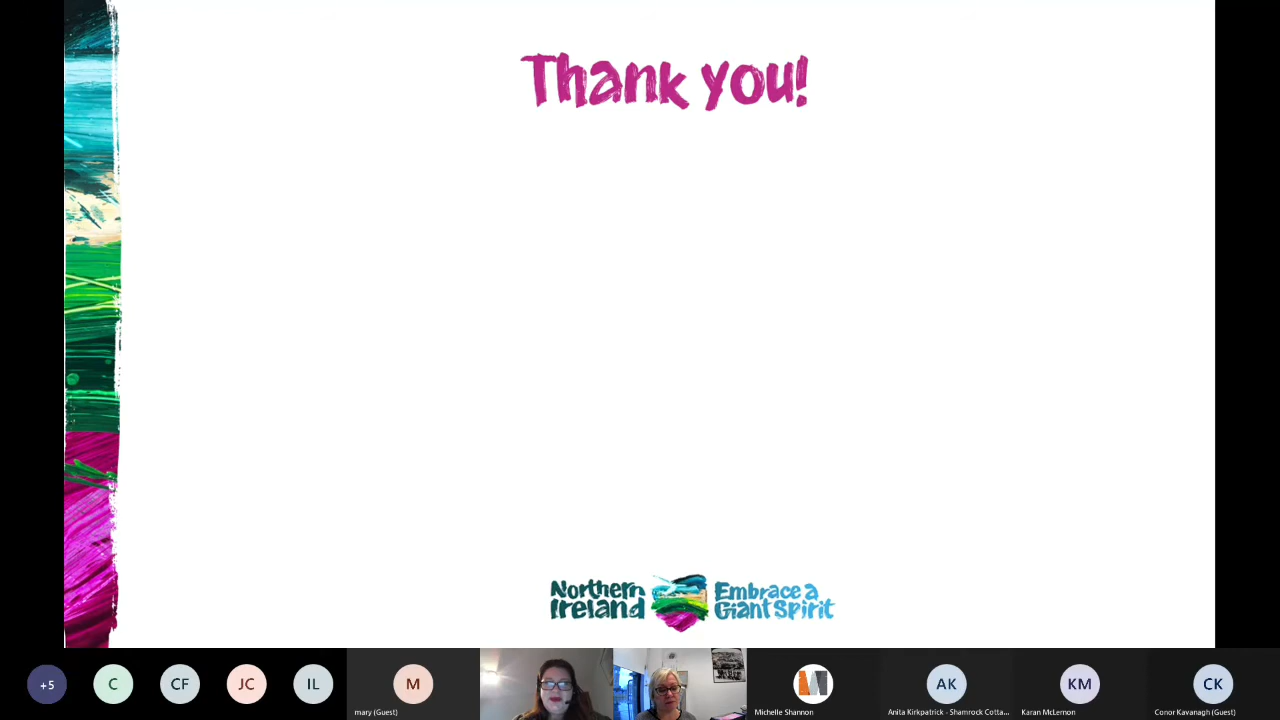 Thank you!
Northern
Ireland
Embrace a
Giant Spirit
+5
C
CF
JC
IL
M
mary (Guest)
Michelle Shannon
AK
Anita Kirkpatrick - Shamrock Cotta...
KM
Karan McLernon
CK
Conor Kavanagh (Guest)